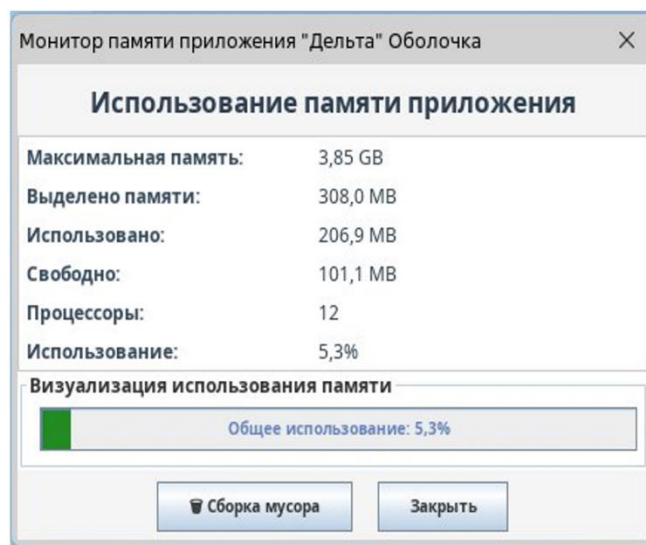 Монитор памяти приложения "Дельта" Оболочка
Использование памяти приложения
Максимальная память: 3,85 GB
Выделено памяти: 308,0 MB
Использовано: 206,9 MB
Свободно: 101,1 MB
Процессоры: 12
Использование: 5,3%
Визуализация использования памяти
Общее использование: 5,3%
Сборка мусора Закрыть